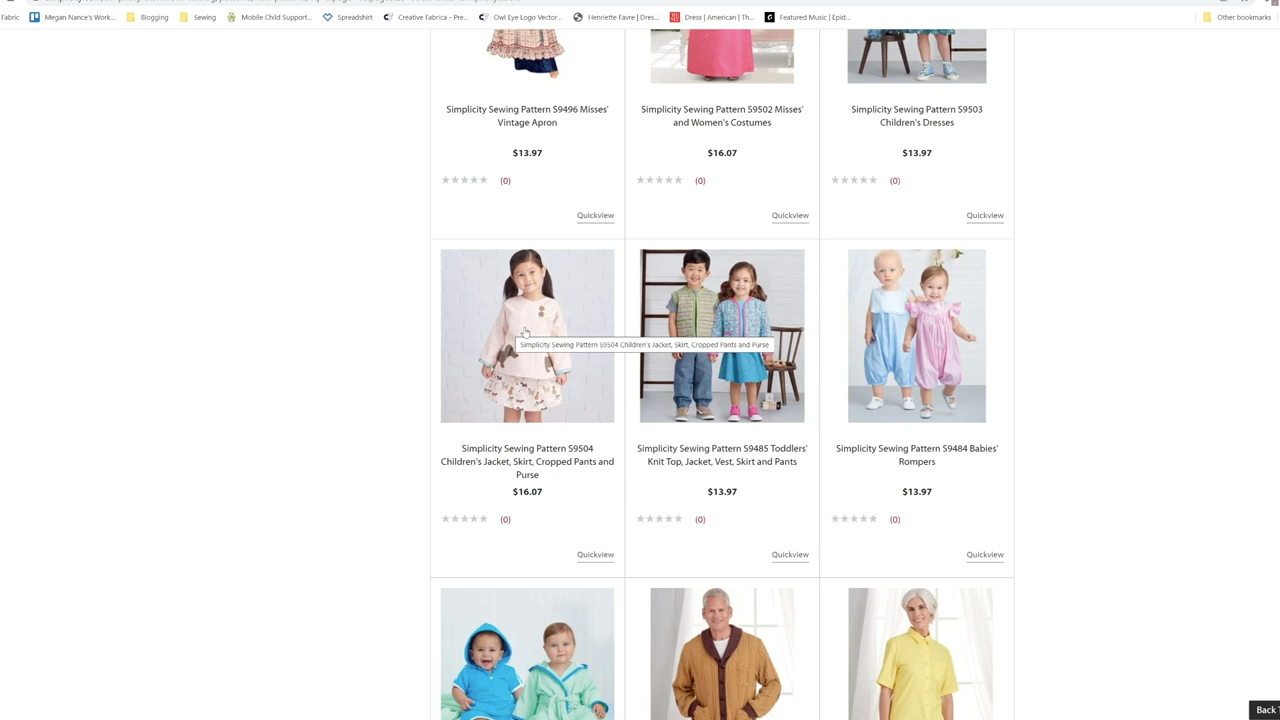 Fabric
Megan Nance's Work...
Blogging
Sewing
Mobile Child Support...
Spreadshirt
Creative Fabrica - Pre...
Owl Eye Logo Vector...
Henriette Favre | Dres...
Dress | American | Th...
Featured Music | Epid...
Other bookmarks
Simplicity Sewing Pattern S9496 Misses'
Vintage Apron
$13.97
(0)
Quickview
Simplicity Sewing Pattern S9502 Misses'
and Women's Costumes
$16.07
(0)
Quickview
Simplicity Sewing Pattern S9503
Children's Dresses
$13.97
(0)
Quickview
Simplicity Sewing Pattern S9504 Children's Jacket, Skirt, Cropped Pants and Purse
Simplicity Sewing Pattern S9504
Children's Jacket, Skirt, Cropped Pants and
Purse
$16.07
(0)
Quickview
Simplicity Sewing Pattern S9485 Toddlers'
Knit Top, Jacket, Vest, Skirt and Pants
$13.97
(0)
Quickview
Simplicity Sewing Pattern S9484 Babies'
Rompers
$13.97
(0)
Quickview
Back